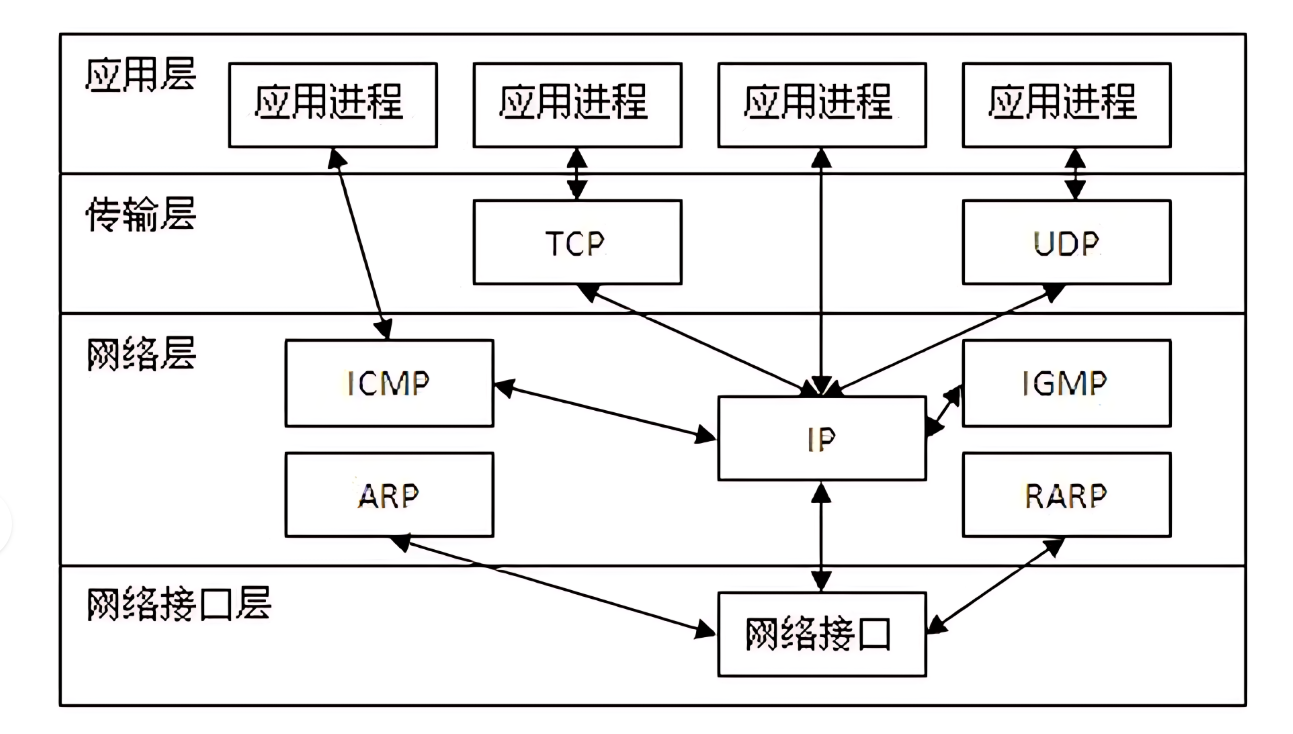 应用层
应用进程
应用进程
应用进程
应用进程
传输层
TCP
UDP
网络层
ICMP
IGMP
IP
ARP
RARP
网络接口层
网络接口